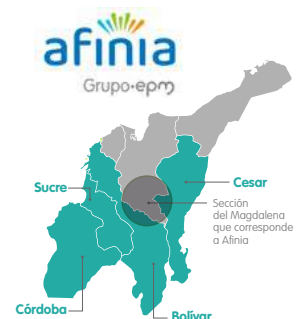 afinia
Grupo·epm
Sucre
Cesar
Sección
del Magdalena
que corresponde
a Afinia
Córdoba
Bolívar